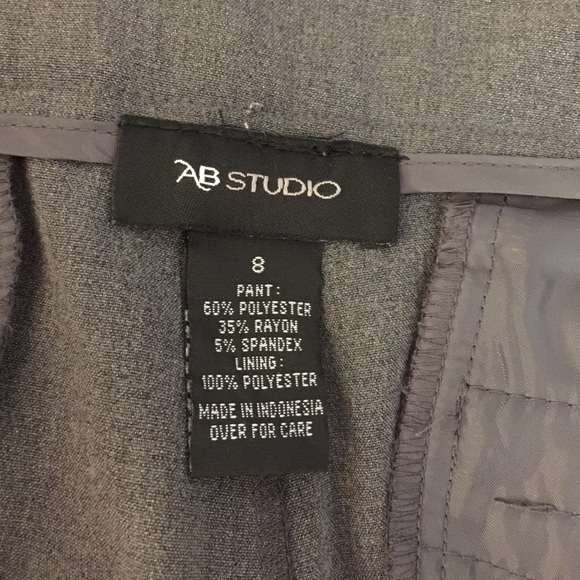 AB STUDIO
8
PANT:
60% POLYESTER
35% RAYON
5% SPANDEX
LINING:
100% POLYESTER
MADE IN INDONESIA
OVER FOR CARE